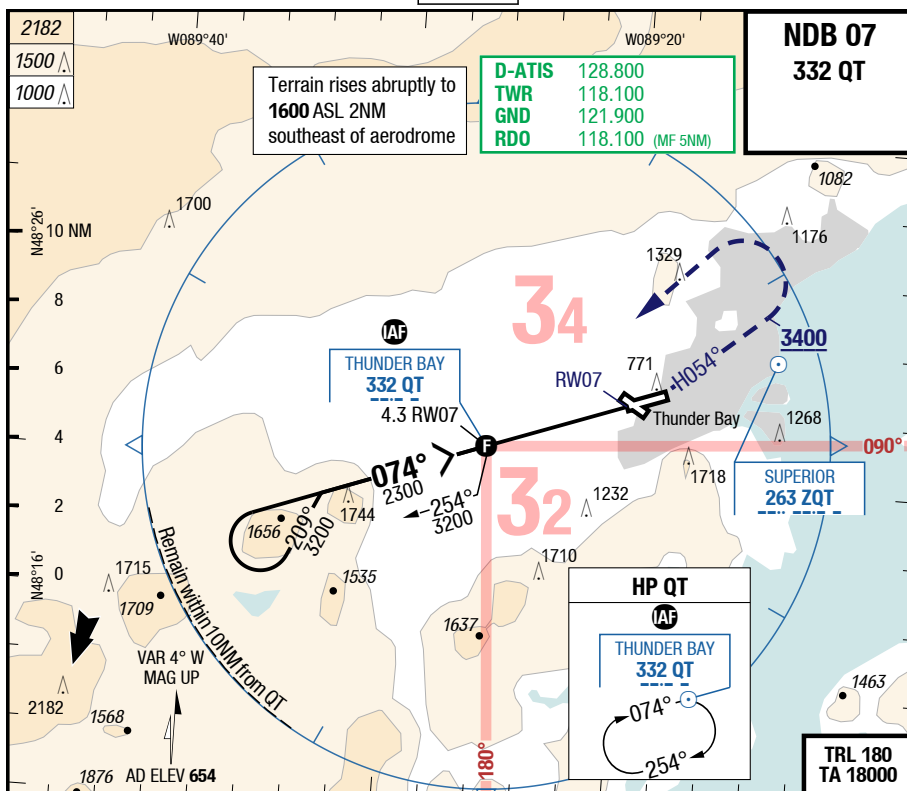 2182
1500
1000
W089°40'
W089°20'
NDB 07
332 QT
Terrain rises abruptly to
1600 ASL 2NM
southeast of aerodrome
D-ATIS 128.800
TWR 118.100
GND 121.900
RDO 118.100 (MF 5NM)
1082
1700
1176
N48°26'
10 NM
1329
8
34
IAF
3400
THUNDER BAY
332 QT
6
771
H054°
RW07
4.3 RW07
Thunder Bay
1268
4
F
090°
074°
2300
1718
SUPERIOR
263 ZQT
254°
3200
32
2
1744
1232
209°
3200
1656
1710
N48°16'
0
1715
1535
1709
HP QT
IAF
THUNDER BAY
332 QT
Remain within 10NM from QT
1637
VAR 4° W
MAG UP
2182
1463
074°
254°
1568
180°
1876
AD ELEV 654
TRL 180
TA 18000